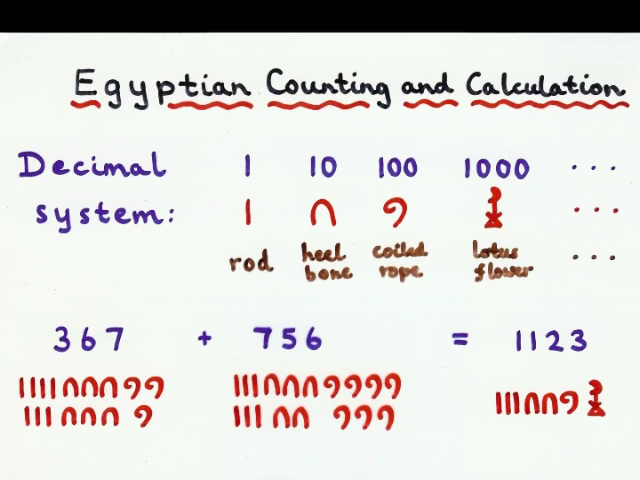 Egyptian Counting and Calculation
Decimal 1 10 100 1000 ...
system: ...
rod heel bone coiled rope lotus flower ...
367 + 756 = 1123